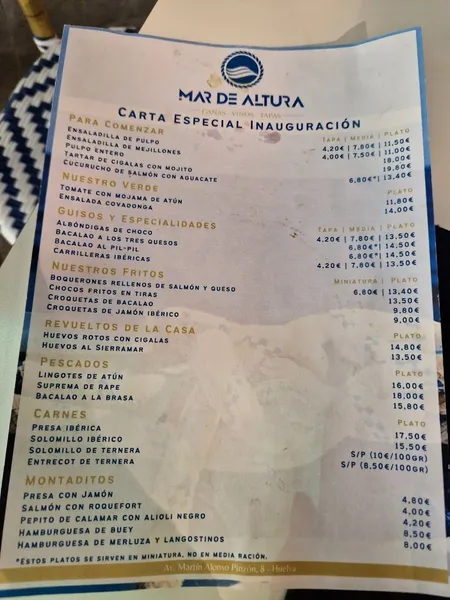 MAR DE ALTURA
CAÑAS · VINOS · TAPAS
CARTA ESPECIAL INAUGURACIÓN
PARA COMENZAR TAPA | MEDIA | PLATO
ENSALADILLA DE PULPO 4,20€ | 7,80€ | 11,50€
ENSALADILLA DE MEJILLONES 4,00€ | 7,50€ | 11,00€
PULPO ENTERO 18,00€
TARTAR DE CIGALAS CON MOJITO 19,80€
CUCURUCHO DE SALMÓN CON AGUACATE 6,80€*| 13,40€
NUESTRO VERDE PLATO
TOMATE CON MOJAMA DE ATÚN 11,80€
ENSALADA COVADONGA 14,00€
GUISOS Y ESPECIALIDADES TAPA | MEDIA | PLATO
ALBÓNDIGAS DE CHOCO 4,20€ | 7,80€ | 13,50€
BACALAO A LOS TRES QUESOS 6,80€*| 14,50€
BACALAO AL PIL-PIL 6,80€*| 14,50€
CARRILLERAS IBÉRICAS 4,20€ | 7,80€ | 13,50€
NUESTROS FRITOS MINIATURA | PLATO
BOQUERONES RELLENOS DE SALMÓN Y QUESO 6,80€ | 13,40€
CHOCOS FRITOS EN TIRAS 13,50€
CROQUETAS DE BACALAO 9,80€
CROQUETAS DE JAMÓN IBÉRICO 9,00€
REVUELTOS DE LA CASA PLATO
HUEVOS ROTOS CON CIGALAS 14,80€
HUEVOS AL SIERRAMAR 13,50€
PESCADOS PLATO
LINGOTES DE ATÚN 16,00€
SUPREMA DE RAPE 18,00€
BACALAO A LA BRASA 15,80€
CARNES PLATO
PRESA IBÉRICA 17,50€
SOLOMILLO IBÉRICO 15,50€
SOLOMILLO DE TERNERA S/P (10€/100GR)
ENTRECOT DE TERNERA S/P (8,50€/100GR)
MONTADITOS
PRESA CON JAMÓN 4,80€
SALMÓN CON ROQUEFORT 4,00€
PEPITO DE CALAMAR CON ALIOLI NEGRO 4,20€
HAMBURGUESA DE BUEY 8,50€
HAMBURGUESA DE MERLUZA Y LANGOSTINOS 8,00€
*ESTOS PLATOS SE SIRVEN EN MINIATURA, NO EN MEDIA RACIÓN.
Av. Martín Alonso Pinzón, 8 - Huelva